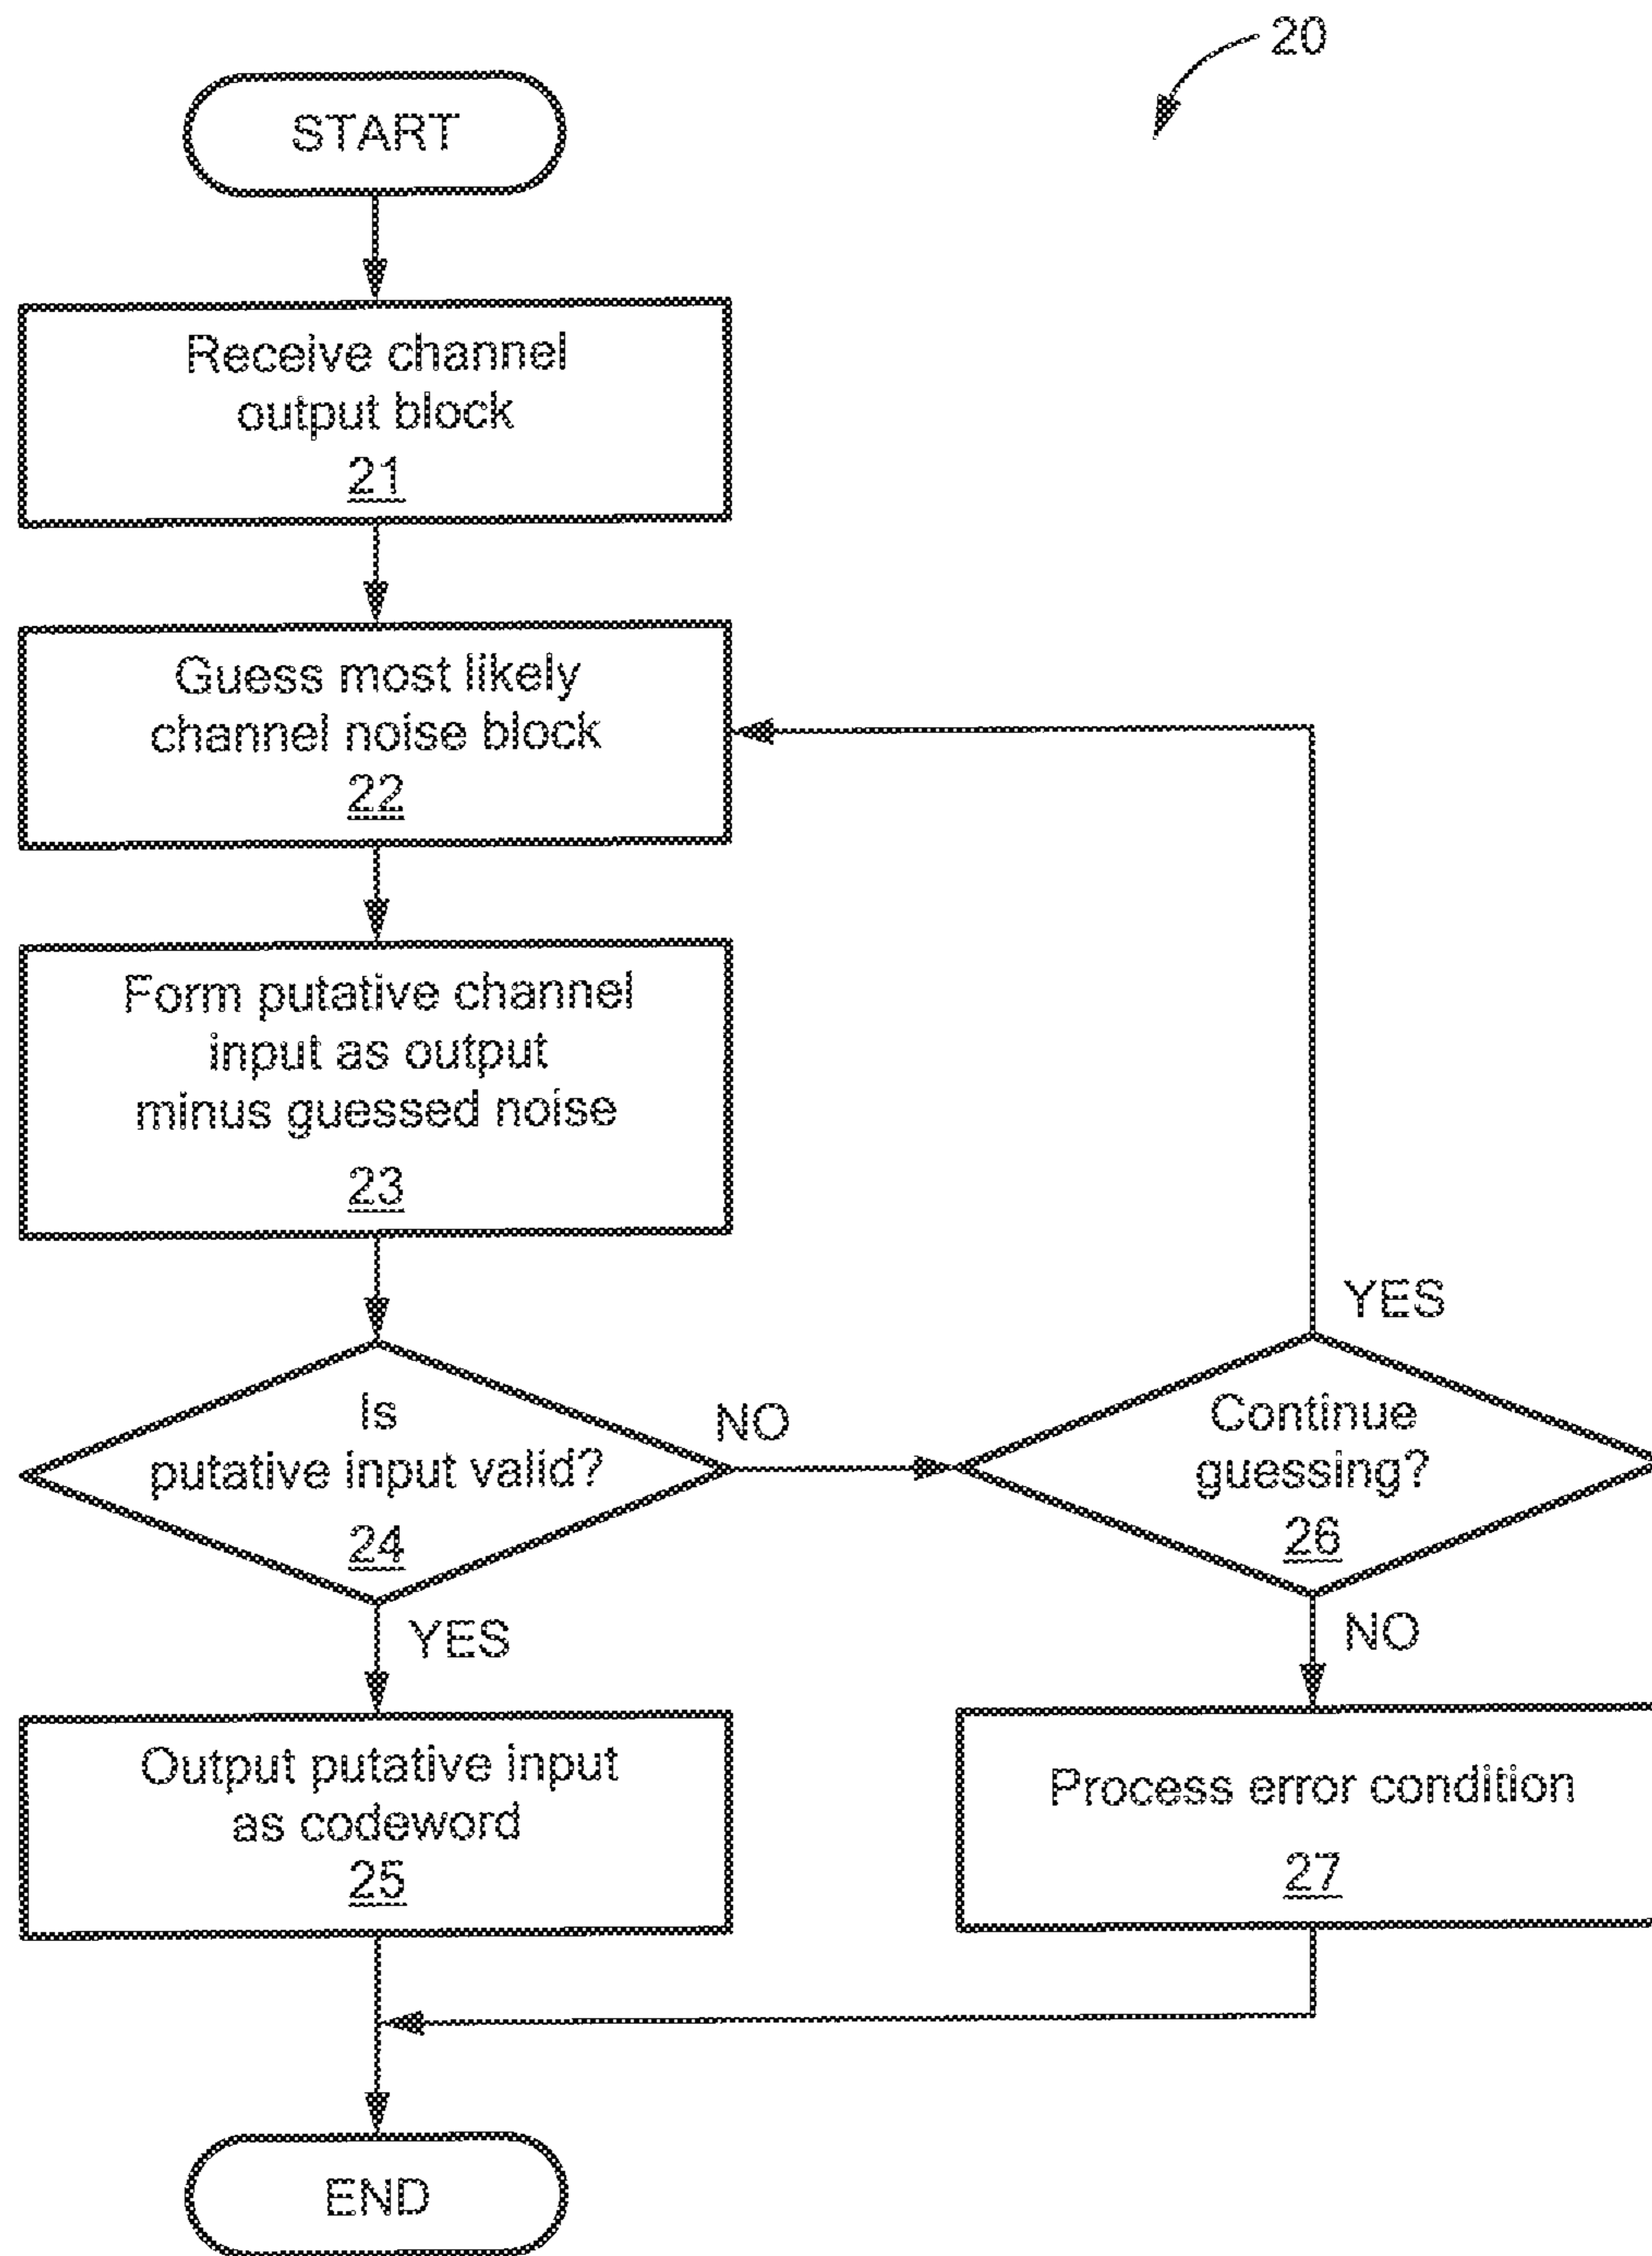 20
START
Receive channel
output block
21
Guess most likely
channel noise block
22
Form putative channel
input as output
minus guessed noise
23
YES
Is
putative input valid?
24
NO
Continue
guessing?
26
YES
NO
Output putative input
as codeword
25
Process error condition
27
END